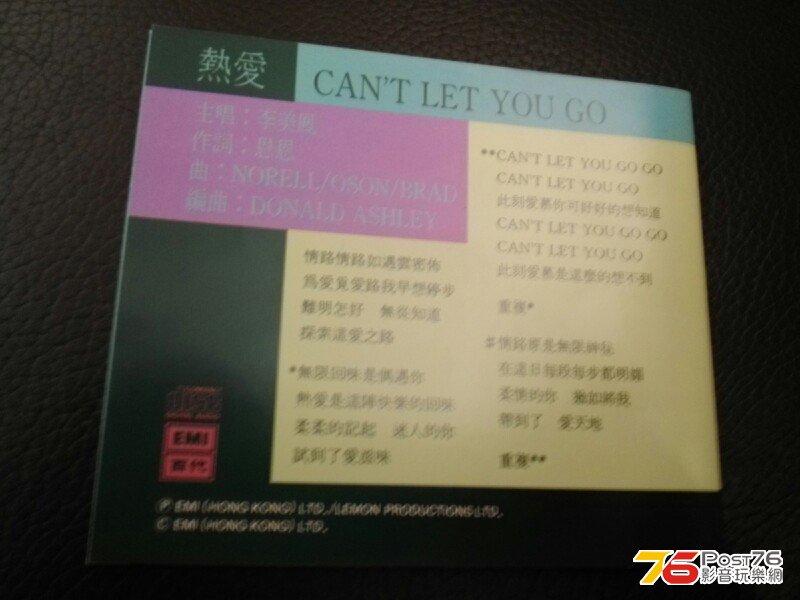 熱愛 CAN'T LET YOU GO
主唱：李美鳳
作詞：恩恩
曲：NORELL/OSON/BRAD
編曲：DONALD ASHLEY
情路情路如遇雲密佈
為愛覓愛路我早想停步
難明怎好 無從知道
探索這愛之路
*無限回味是偶遇你
熱愛是這陣快樂的回味
柔柔的記起 迷人的你
試到了愛滋味
**CAN'T LET YOU GO GO
CAN'T LET YOU GO
此刻愛慕你可好好的想知道
CAN'T LET YOU GO GO
CAN'T LET YOU GO
此刻愛慕是這麼的想不到
重複*
#情路原是無限神秘
在這日每段每步都明媚
柔情的你 猶如將我
帶到了 愛天地
重複**
EMI
百代
Ⓟ EMI (HONG KONG) LTD./LEMON PRODUCTIONS LTD.
© EMI (HONG KONG) LTD.
76 Post76
影音玩樂網